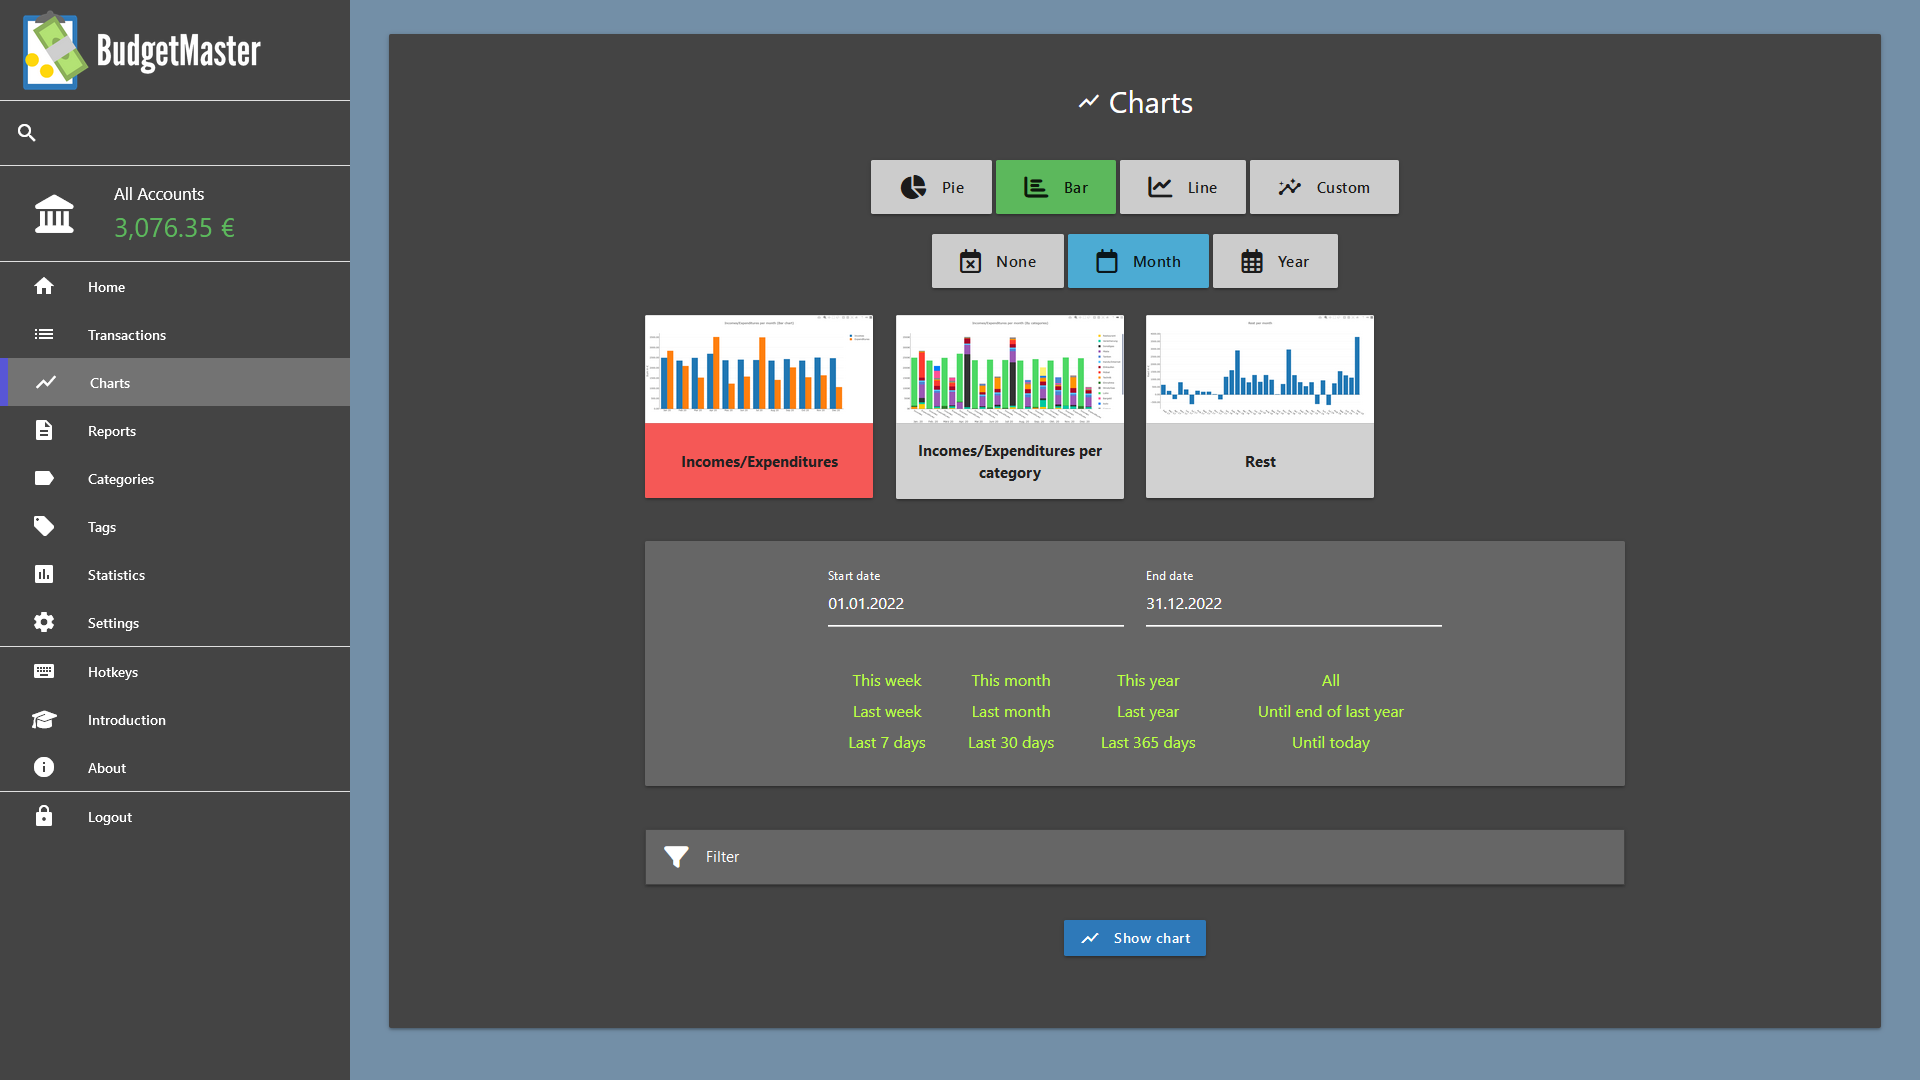 BudgetMaster
All Accounts
3,076.35 €
Home
Transactions
Charts
Reports
Categories
Tags
Statistics
Settings
Hotkeys
Introduction
About
Logout
Charts
Pie
Bar
Line
Custom
None
Month
Year
Incomes/Expenditures
Incomes/Expenditures per
category
Rest
Start date
01.01.2022
End date
31.12.2022
This week
This month
This year
All
Last week
Last month
Last year
Until end of last year
Last 7 days
Last 30 days
Last 365 days
Until today
Filter
Show chart